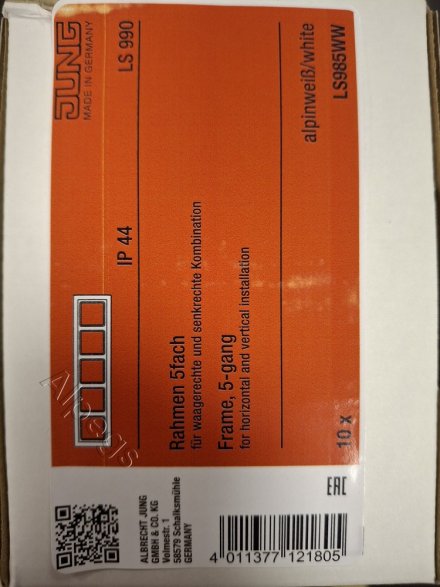 JUNG
MADE IN GERMANY
LS 990
IP 44
Rahmen 5fach
für waagerechte und senkrechte Kombination
Frame, 5-gang
for horizontal and vertical installation
alpinweiß/white
10 x
LS985WW
ALBRECHT JUNG
GMBH & CO. KG
Volmestr. 1
58579 Schalksmühle
GERMANY
EAC
4 011377 121805